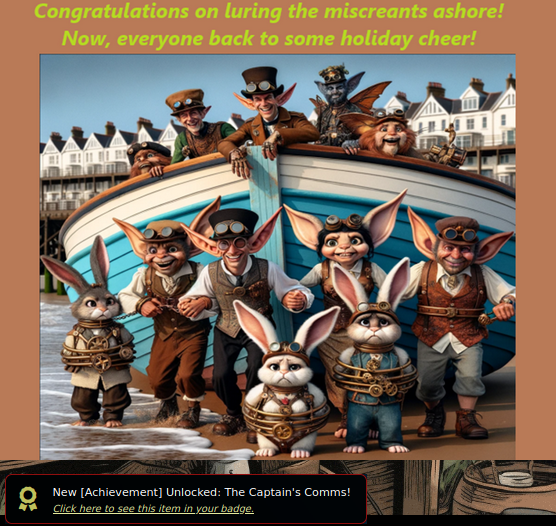 Congratulations on luring the miscreants ashore!
Now, everyone back to some holiday cheer!
New [Achievement] Unlocked: The Captain's Comms!
Click here to see this item in your badge.